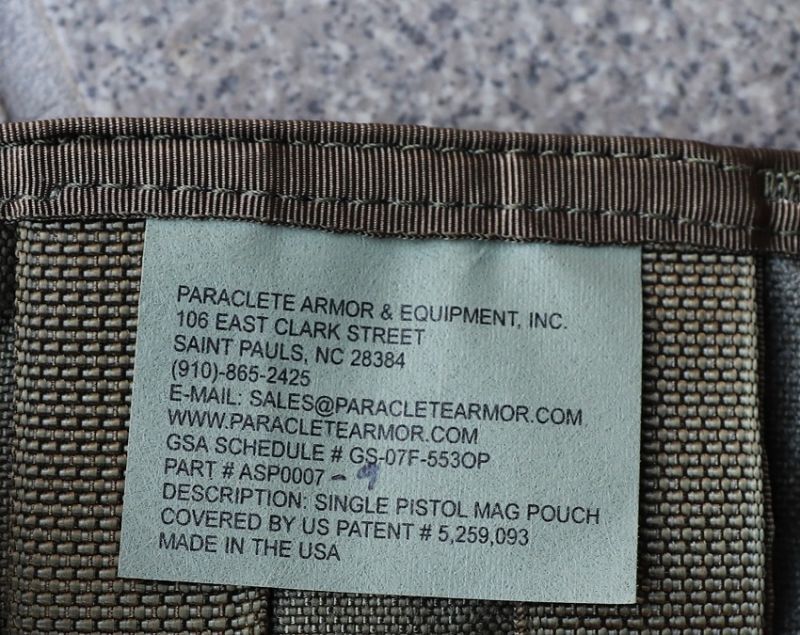 PARACLETE ARMOR & EQUIPMENT, INC.
106 EAST CLARK STREET
SAINT PAULS, NC 28384
(910)-865-2425
E-MAIL: SALES@PARACLETEARMOR.COM
WWW.PARACLETEARMOR.COM
GSA SCHEDULE # GS-07F-553OP
PART # ASP0007 - 9
DESCRIPTION: SINGLE PISTOL MAG POUCH
COVERED BY US PATENT # 5,259,093
MADE IN THE USA